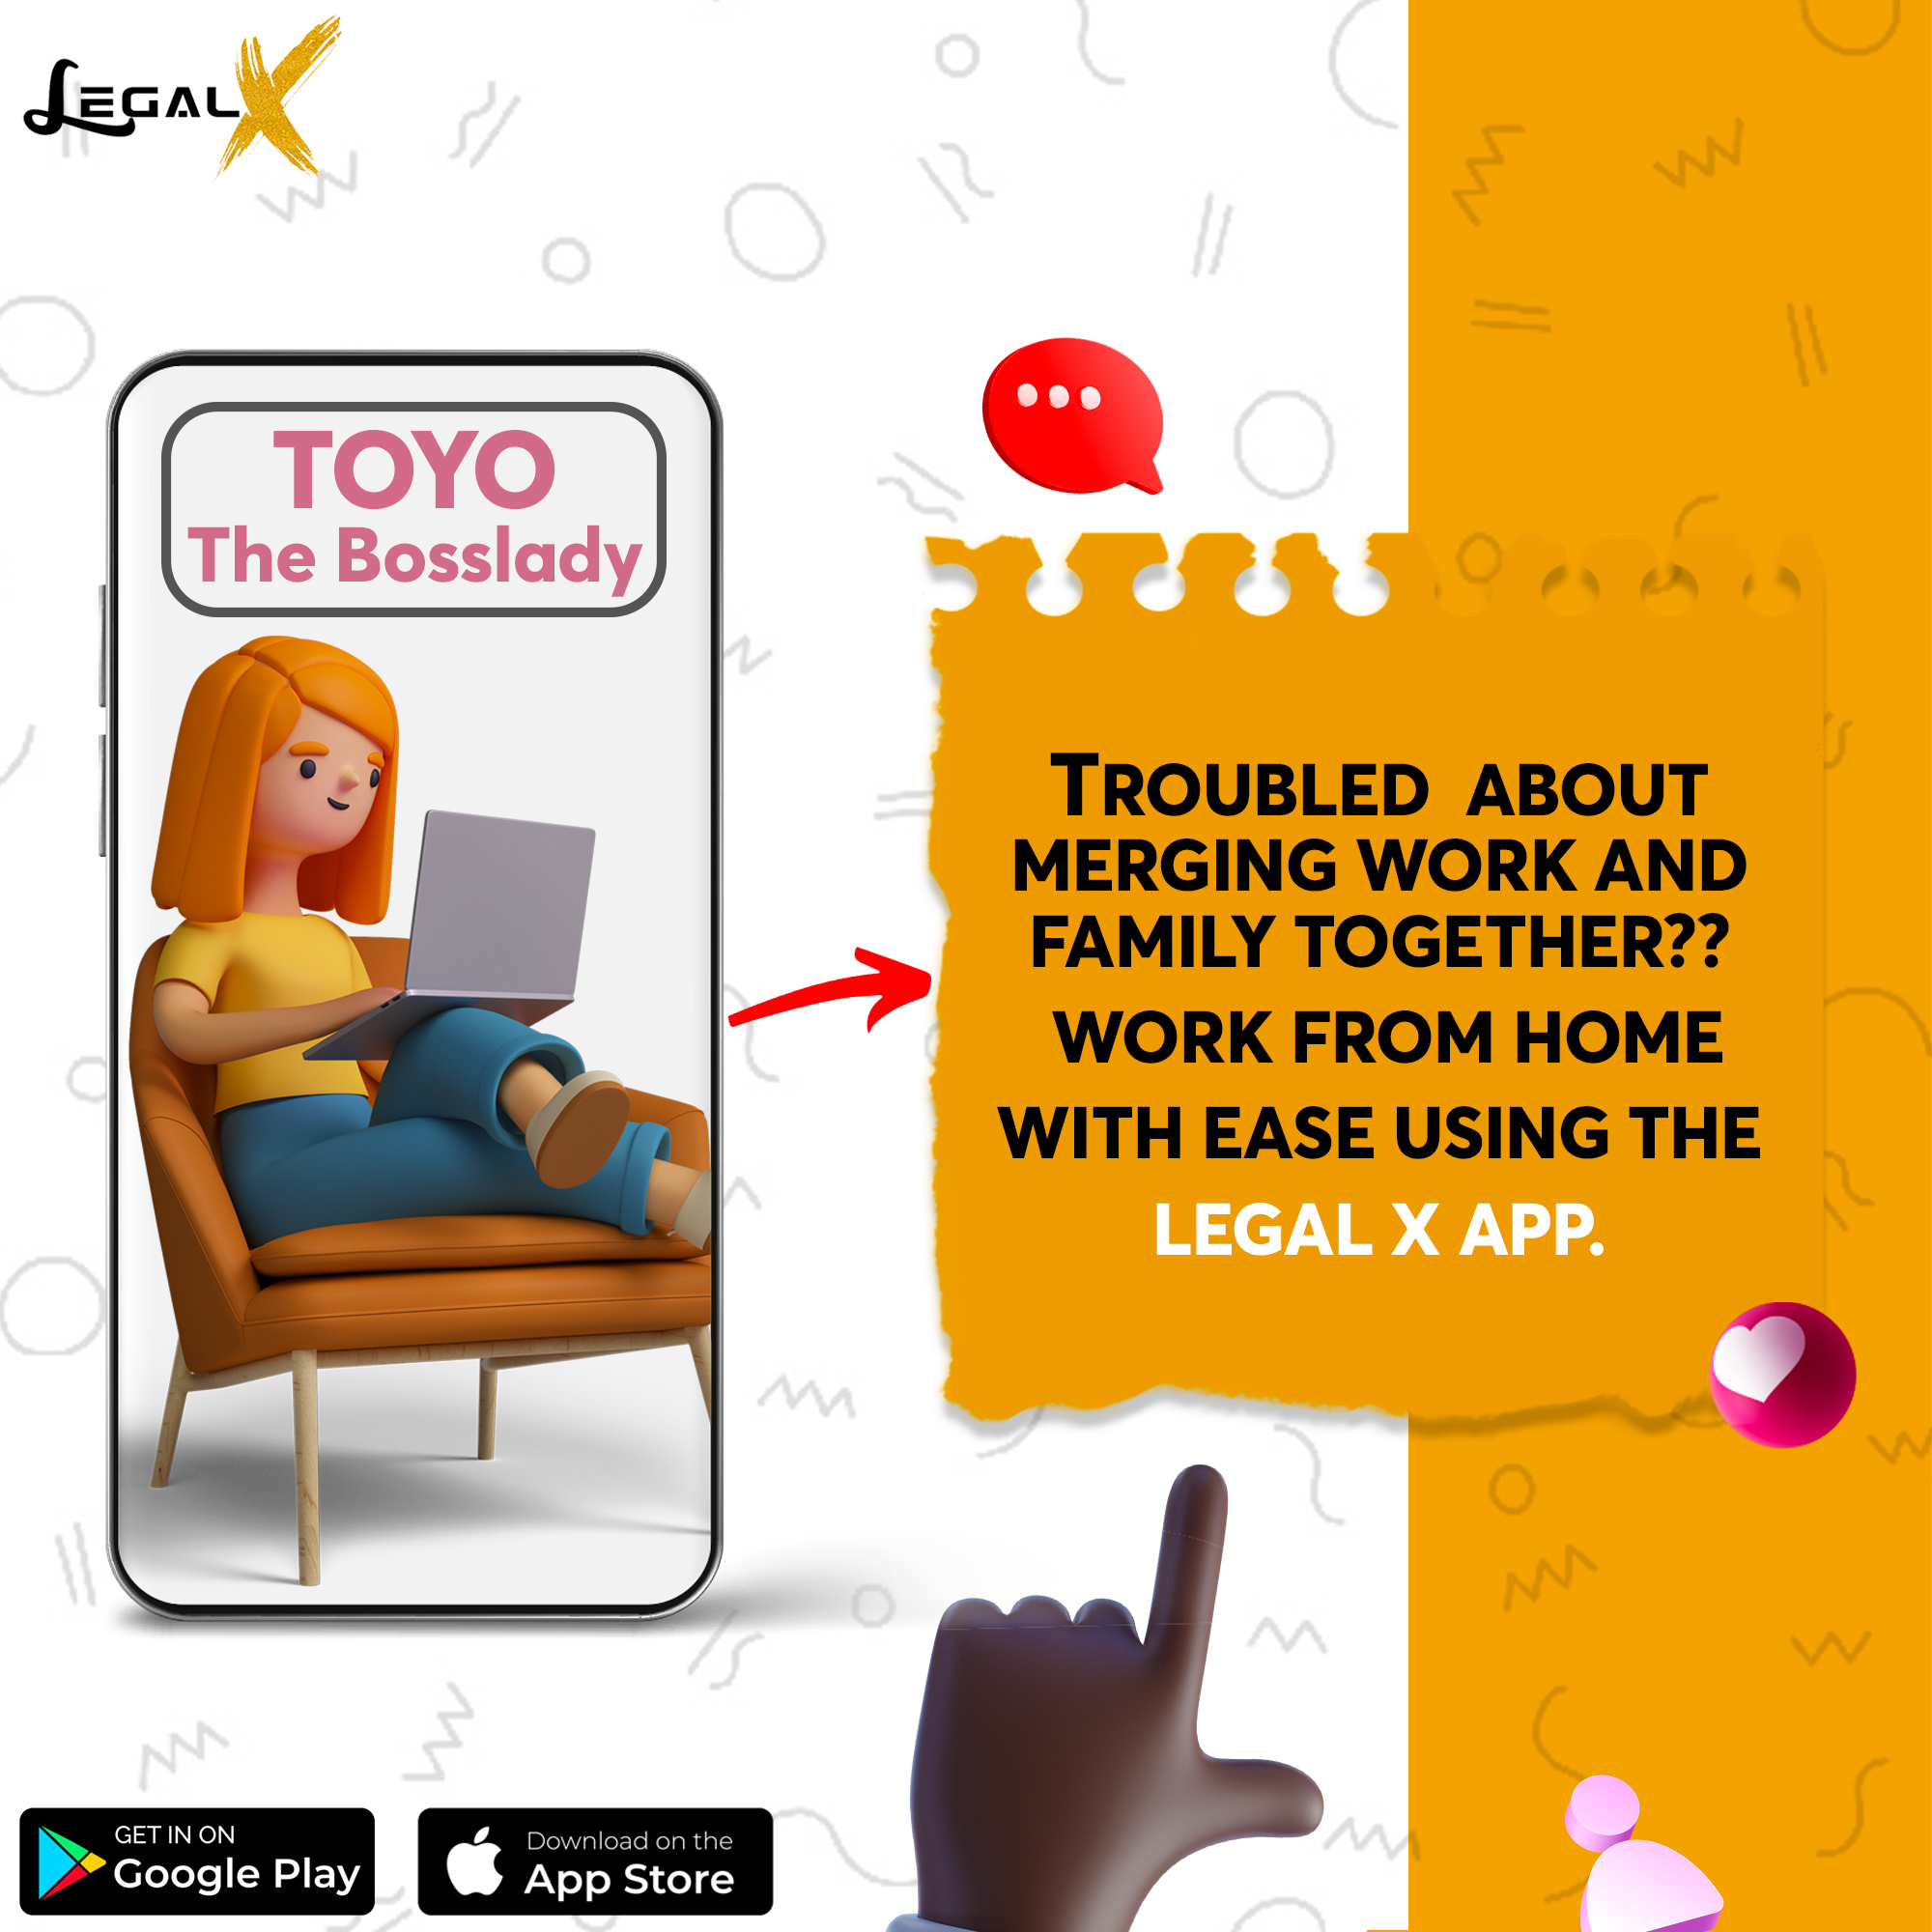 LEGAL X
TOYO
The Bosslady
TROUBLED ABOUT
MERGING WORK AND
FAMILY TOGETHER??
WORK FROM HOME
WITH EASE USING THE
LEGAL X APP.
GET IN ON
Google Play
Download on the
App Store